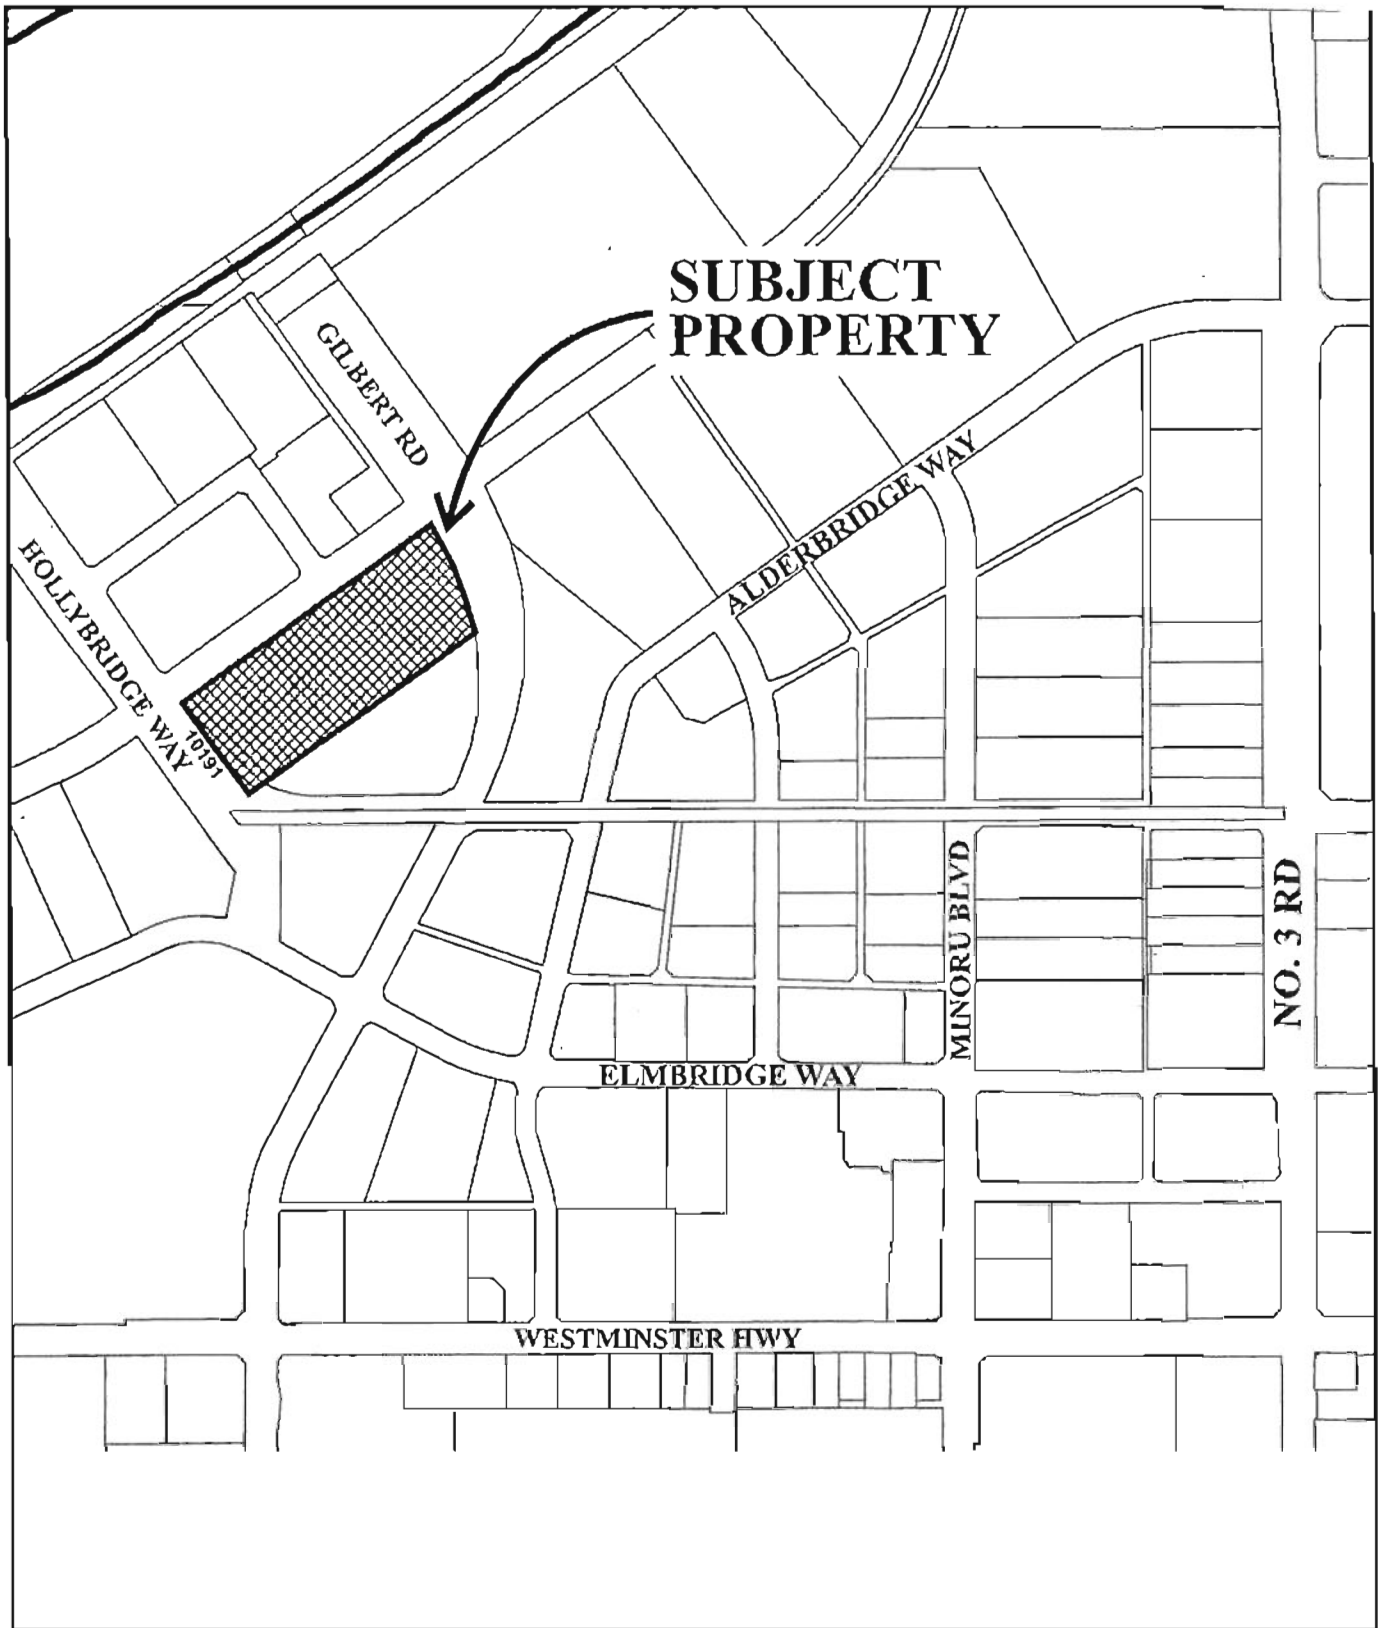 SUBJECT
PROPERTY
GILBERT RD
ALDERBRIDGE WAY
HOLLYBRIDGE WAY
10191
MINORU BLVD
NO. 3 RD
ELMBRIDGE WAY
WESTMINSTER HWY